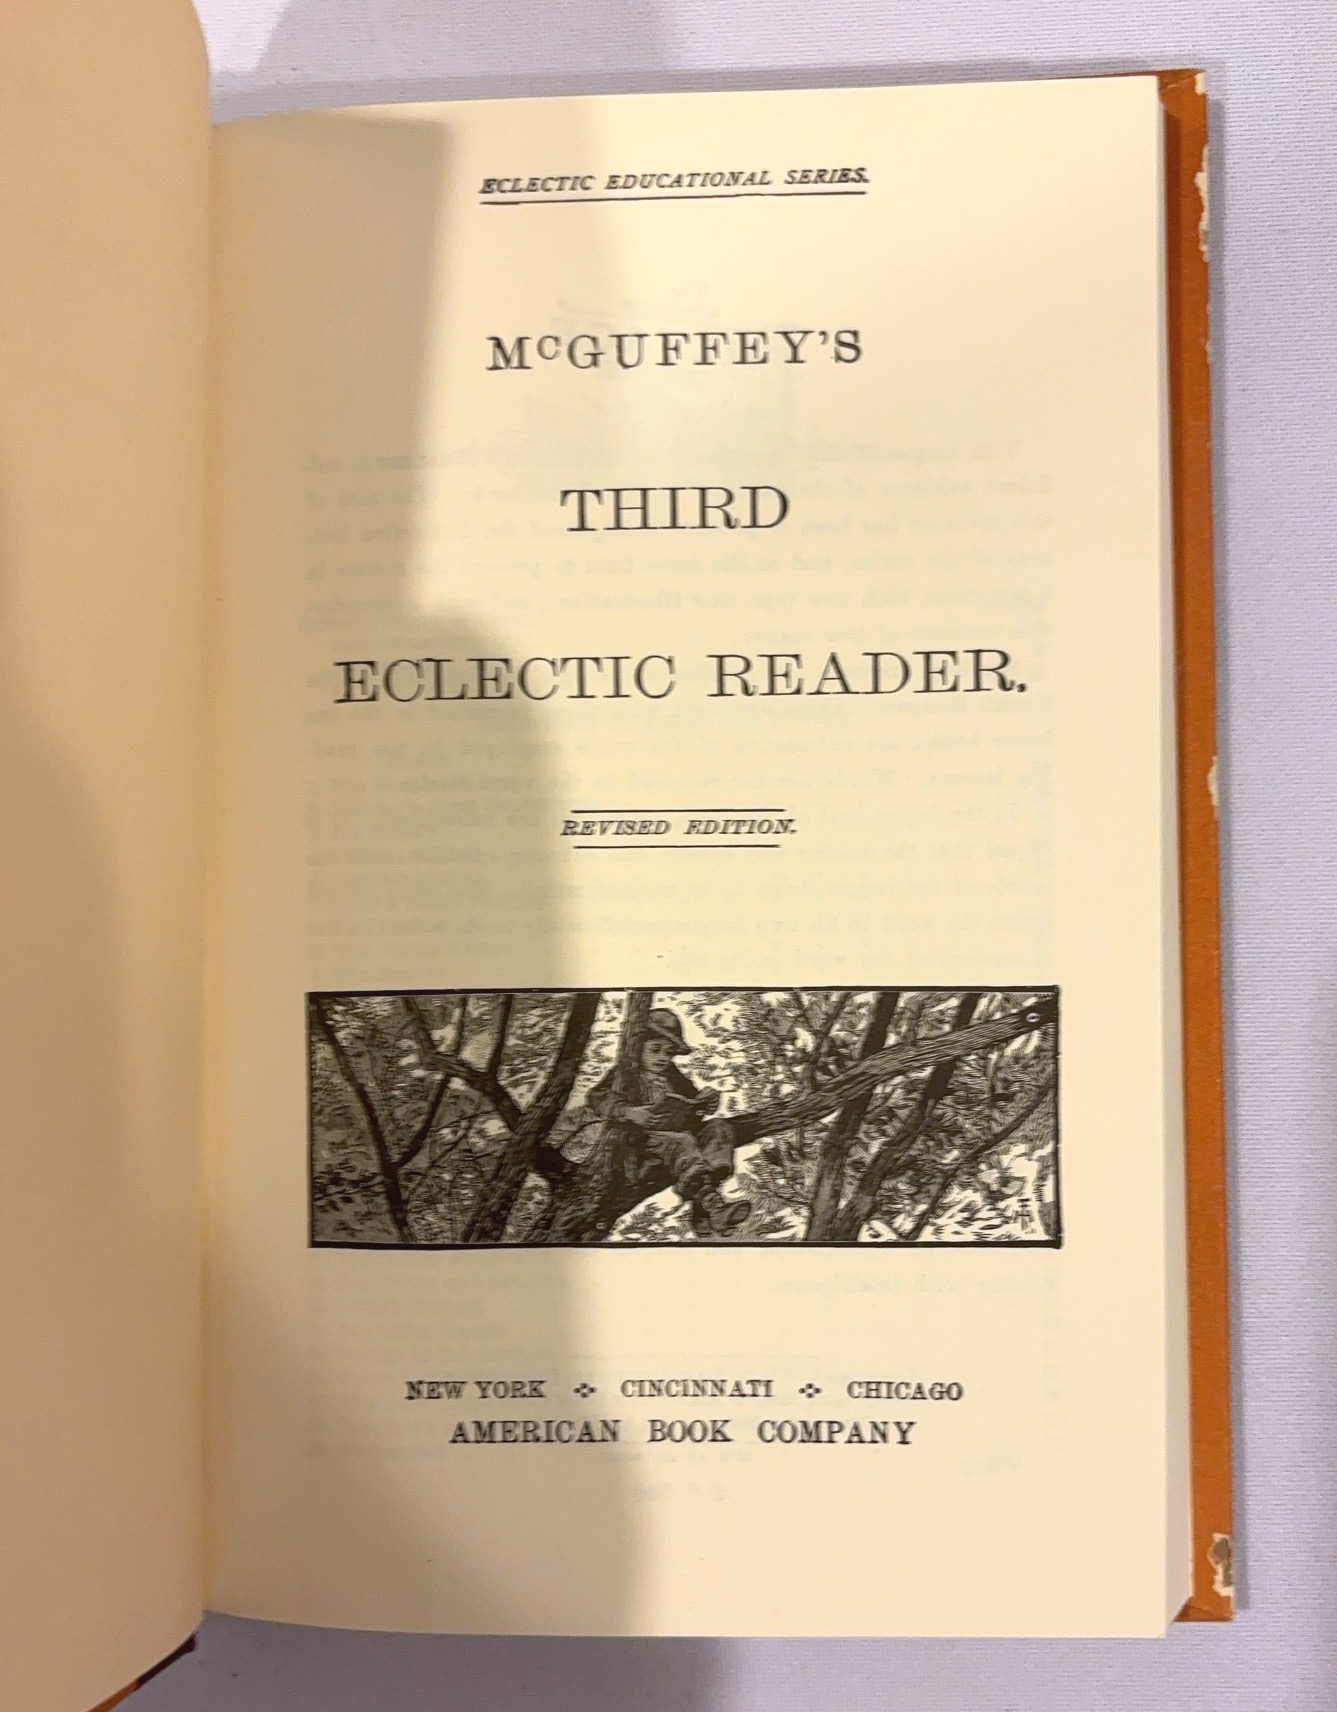 ECLECTIC EDUCATIONAL SERIES.
McGUFFEY'S
THIRD
ECLECTIC READER.
REVISED EDITION.
NEW YORK ❖ CINCINNATI ❖ CHICAGO
AMERICAN BOOK COMPANY